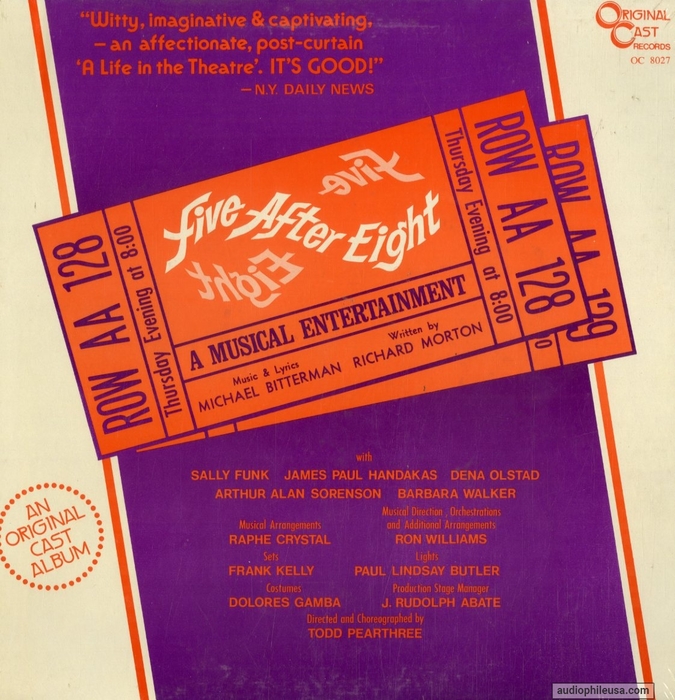 "Witty, imaginative & captivating,
– an affectionate, post-curtain
'A Life in the Theatre'. IT'S GOOD!"
– N.Y. DAILY NEWS
ORIGINAL
CAST
RECORDS
OC 8027
ROW AA 128
Thursday Evening at 8:00
Five
Five After Eight
Eight
A MUSICAL ENTERTAINMENT
Music & Lyrics
MICHAEL BITTERMAN
Written by
RICHARD MORTON
Thursday Evening at 8:00
ROW AA 128
ROW AA 129
0
with
SALLY FUNK JAMES PAUL HANDAKAS DENA OLSTAD
ARTHUR ALAN SORENSON BARBARA WALKER
Musical Arrangements
RAPHE CRYSTAL
Musical Direction, Orchestrations
and Additional Arrangements
RON WILLIAMS
Sets
FRANK KELLY
Lights
PAUL LINDSAY BUTLER
Costumes
DOLORES GAMBA
Production Stage Manager
J. RUDOLPH ABATE
Directed and Choreographed by
TODD PEARTHREE
AN
ORIGINAL
CAST
ALBUM
audiophileusa.com